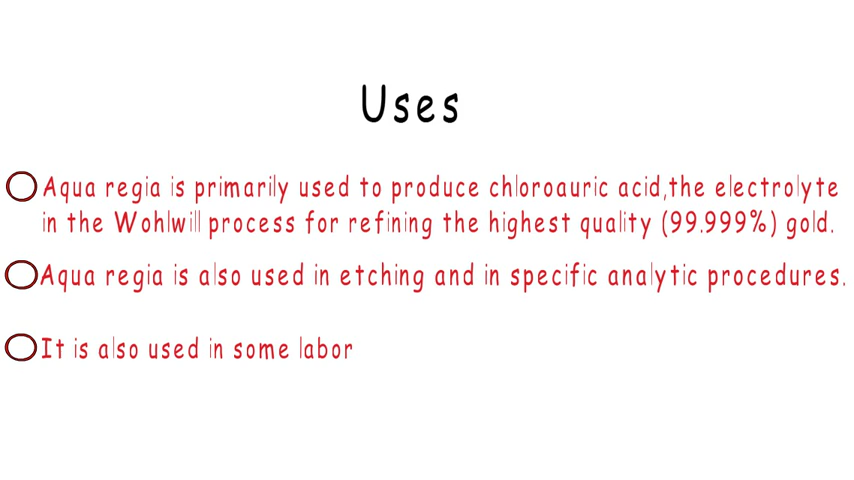 Uses
Aqua regia is primarily used to produce chloroauric acid,the electrolyte
in the Wohlwill process for refining the highest quality (99.999%) gold.
Aqua regia is also used in etching and in specific analytic procedures.
It is also used in some labor